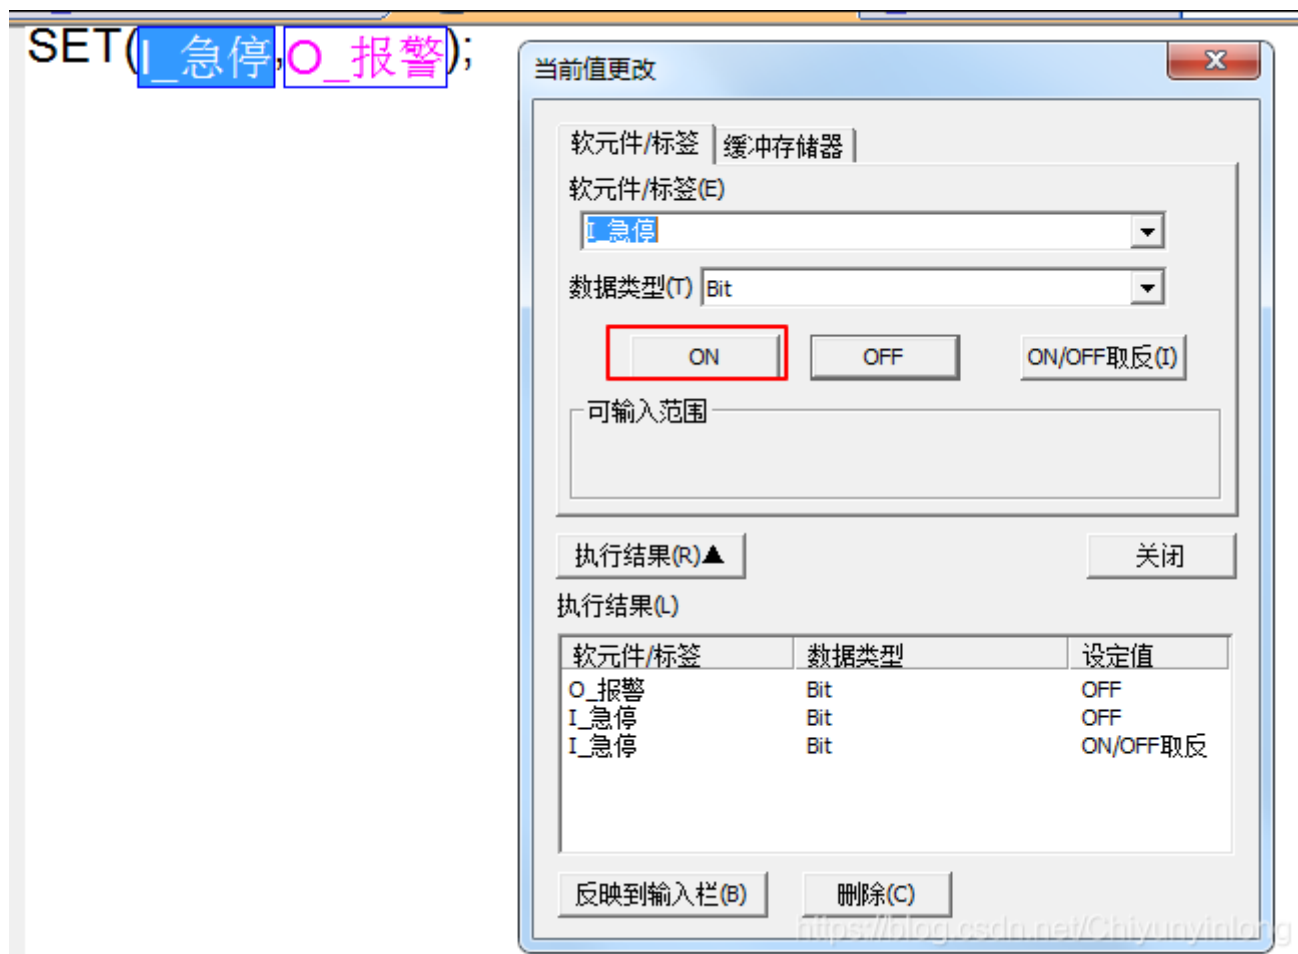 SET(I_急停,O_报警);
当前值更改
软元件/标签 缓冲存储器
软元件/标签(E)
I_急停
数据类型(T) Bit
ON OFF ON/OFF取反(I)
可输入范围
执行结果(R)▲ 关闭
执行结果(L)
软元件/标签 数据类型 设定值
O_报警 Bit OFF
I_急停 Bit OFF
I_急停 Bit ON/OFF取反
反映到输入栏(B) 删除(C)
https://blog.csdn.net/Chiyunyinlong